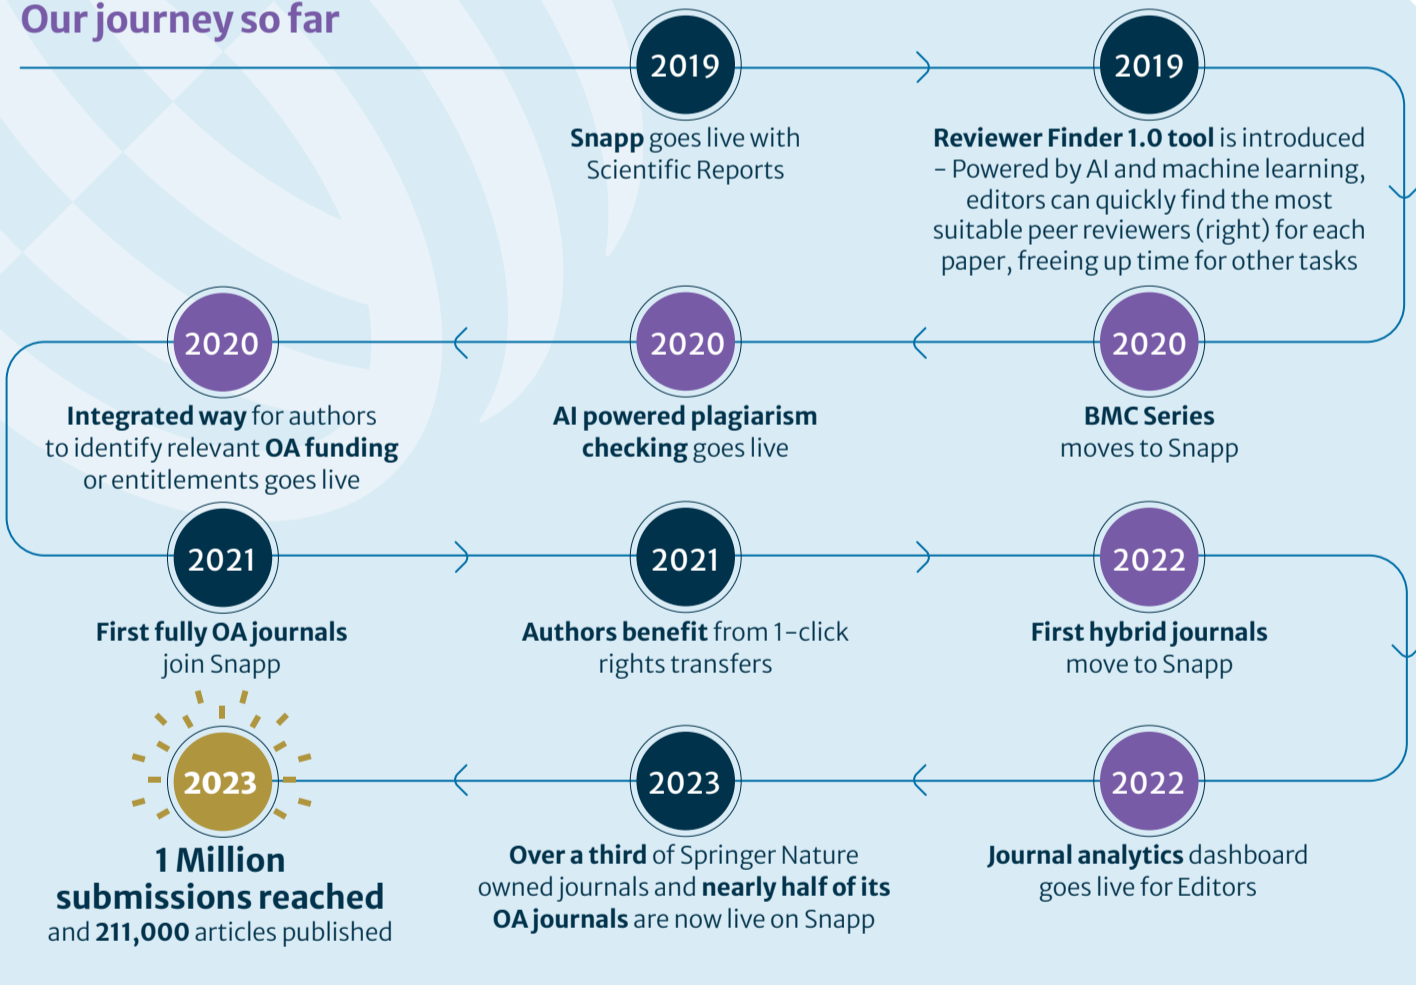 Our journey so far
2019
Snapp goes live with
Scientific Reports
2019
Reviewer Finder 1.0 tool is introduced
– Powered by AI and machine learning,
editors can quickly find the most
suitable peer reviewers (right) for each
paper, freeing up time for other tasks
2020
BMC Series
moves to Snapp
2020
AI powered plagiarism
checking goes live
2020
Integrated way for authors
to identify relevant OA funding
or entitlements goes live
2021
First fully OA journals
join Snapp
2021
Authors benefit from 1-click
rights transfers
2022
First hybrid journals
move to Snapp
2022
Journal analytics dashboard
goes live for Editors
2023
Over a third of Springer Nature
owned journals and nearly half of its
OA journals are now live on Snapp
2023
1 Million
submissions reached
and 211,000 articles published